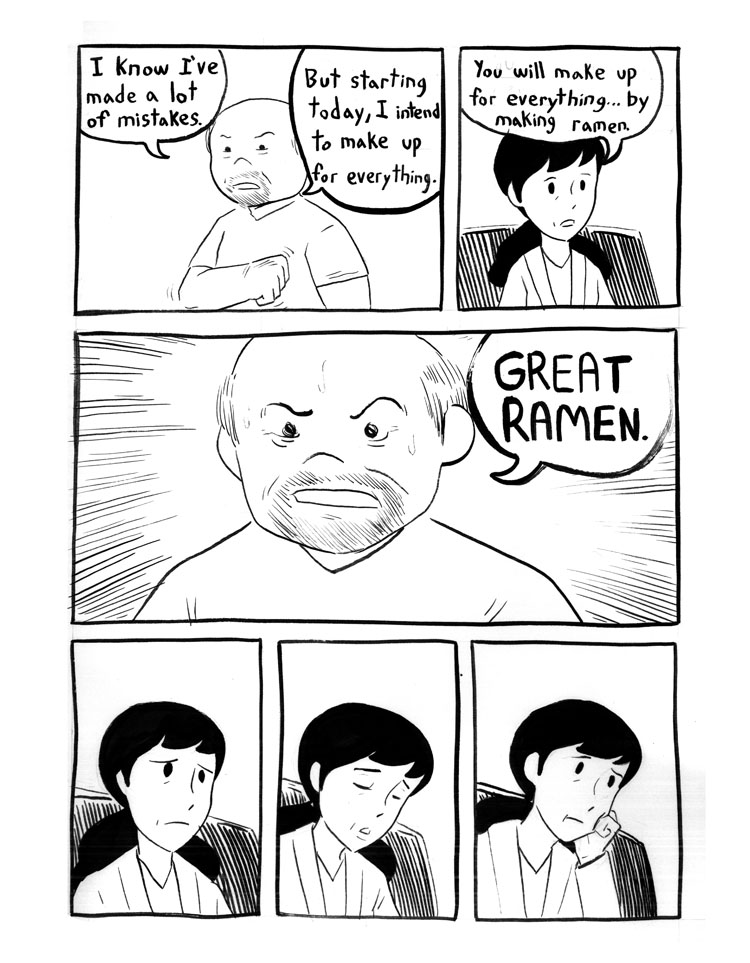 I know I've
made a lot
of mistakes.
But starting
today, I intend
to make up
for everything.
You will make up
for everything... by
making ramen.
GREAT
RAMEN.